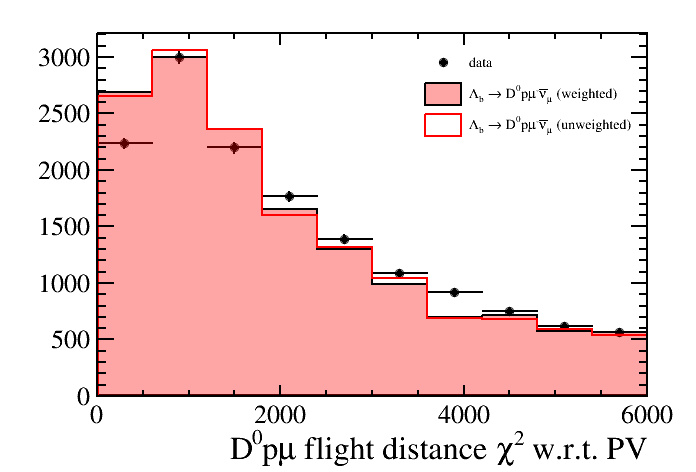 3000
2500
2000
1500
1000
500
0
0 2000 4000 6000
data
Λb → D⁰pμ ν̅μ (weighted)
Λb → D⁰pμ ν̅μ (unweighted)
D⁰pμ flight distance χ² w.r.t. PV